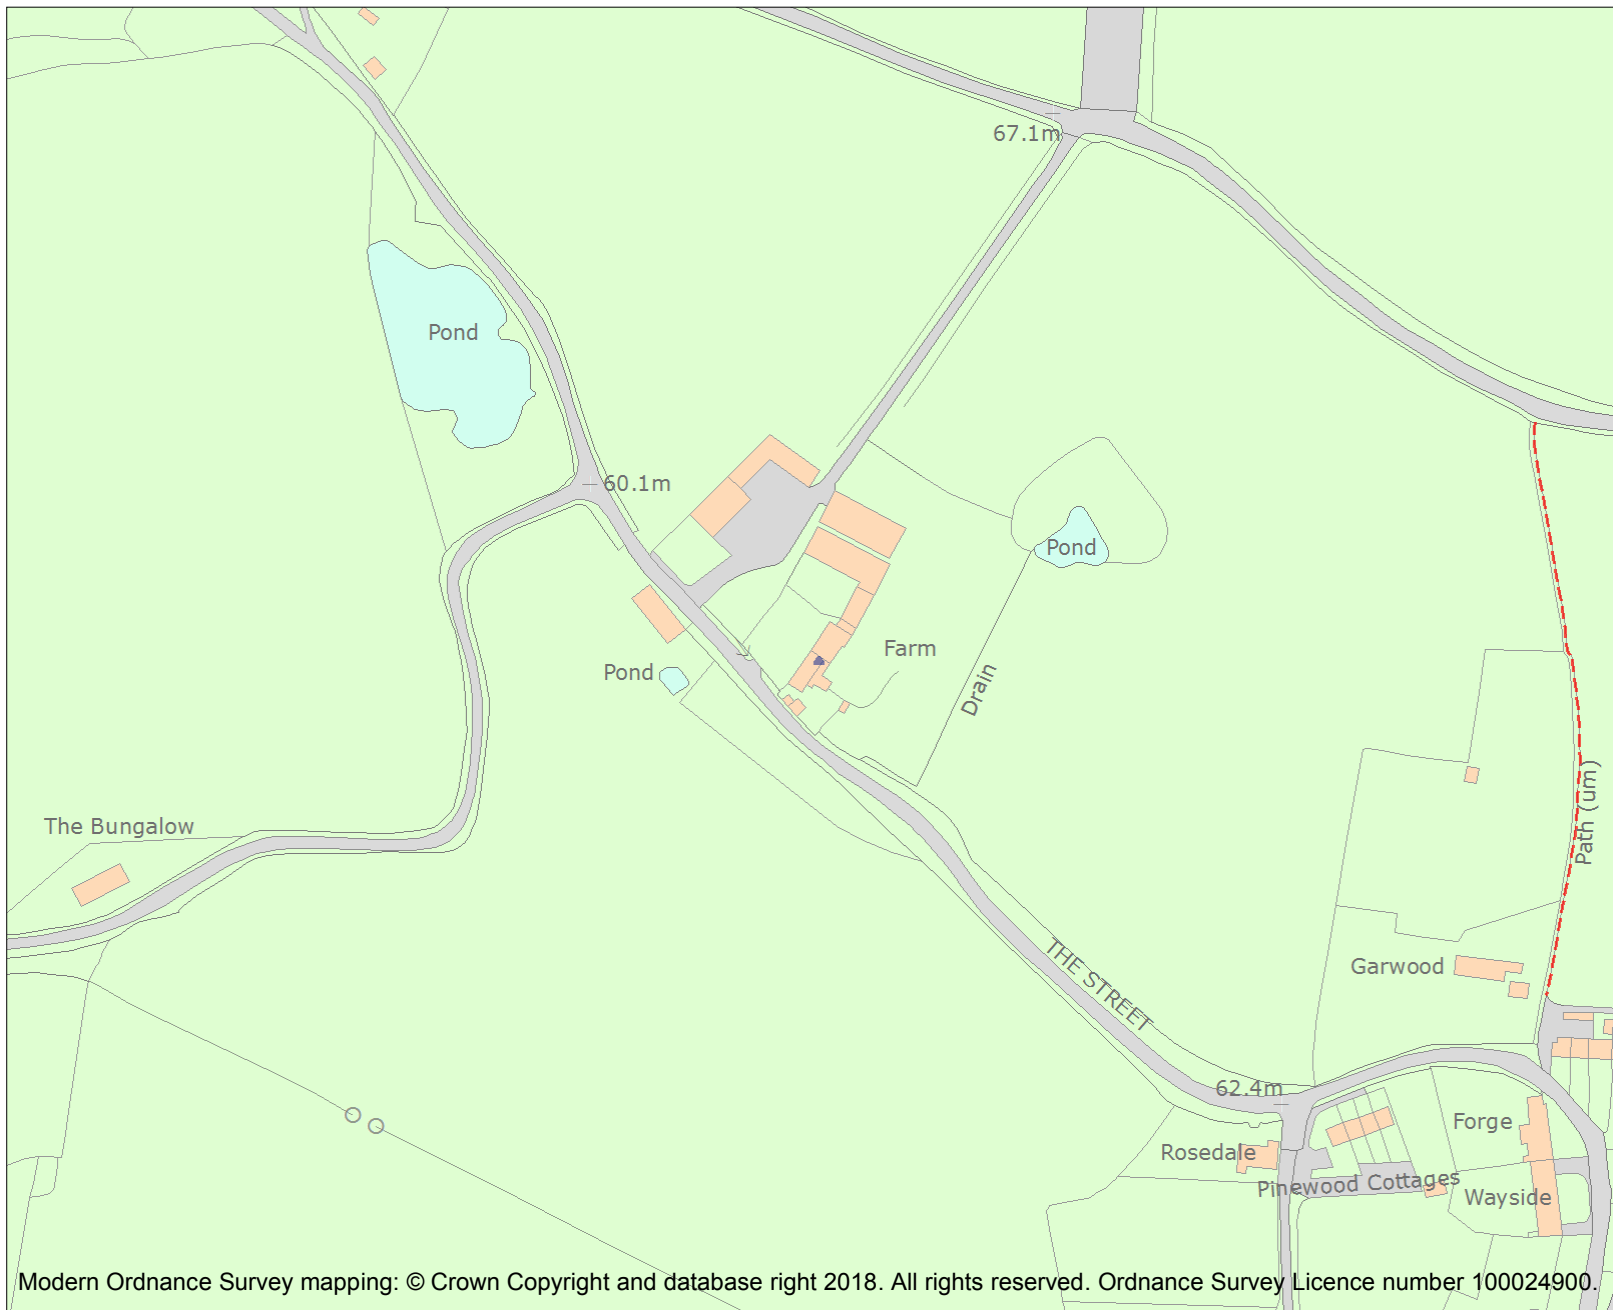 67.1m
Pond
60.1m
Pond
Farm
Pond
Drain
Path (um)
The Bungalow
THE STREET
Garwood
62.4m
Forge
Rosedale
Pinewood Cottages
Wayside
Modern Ordnance Survey mapping: © Crown Copyright and database right 2018. All rights reserved. Ordnance Survey Licence number 100024900.